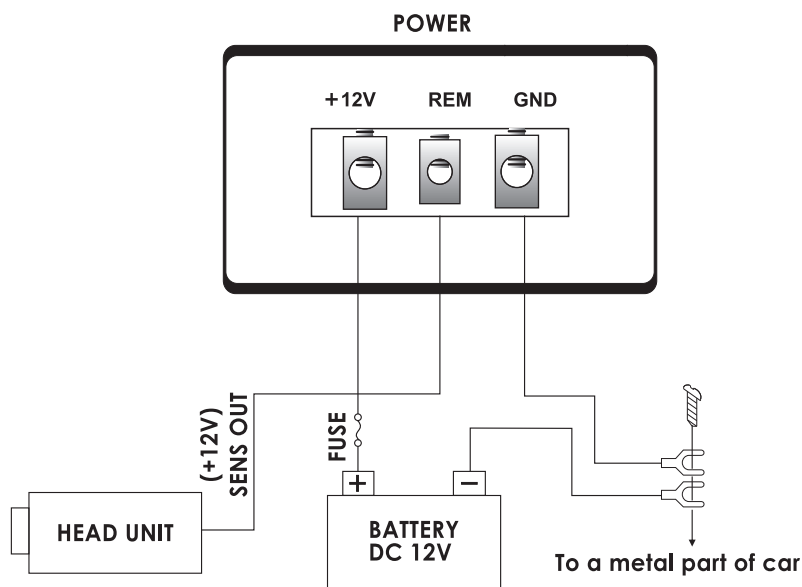 POWER
+12V REM GND
(+12V)
SENS OUT
FUSE
+ −
HEAD UNIT
BATTERY
DC 12V
To a metal part of car